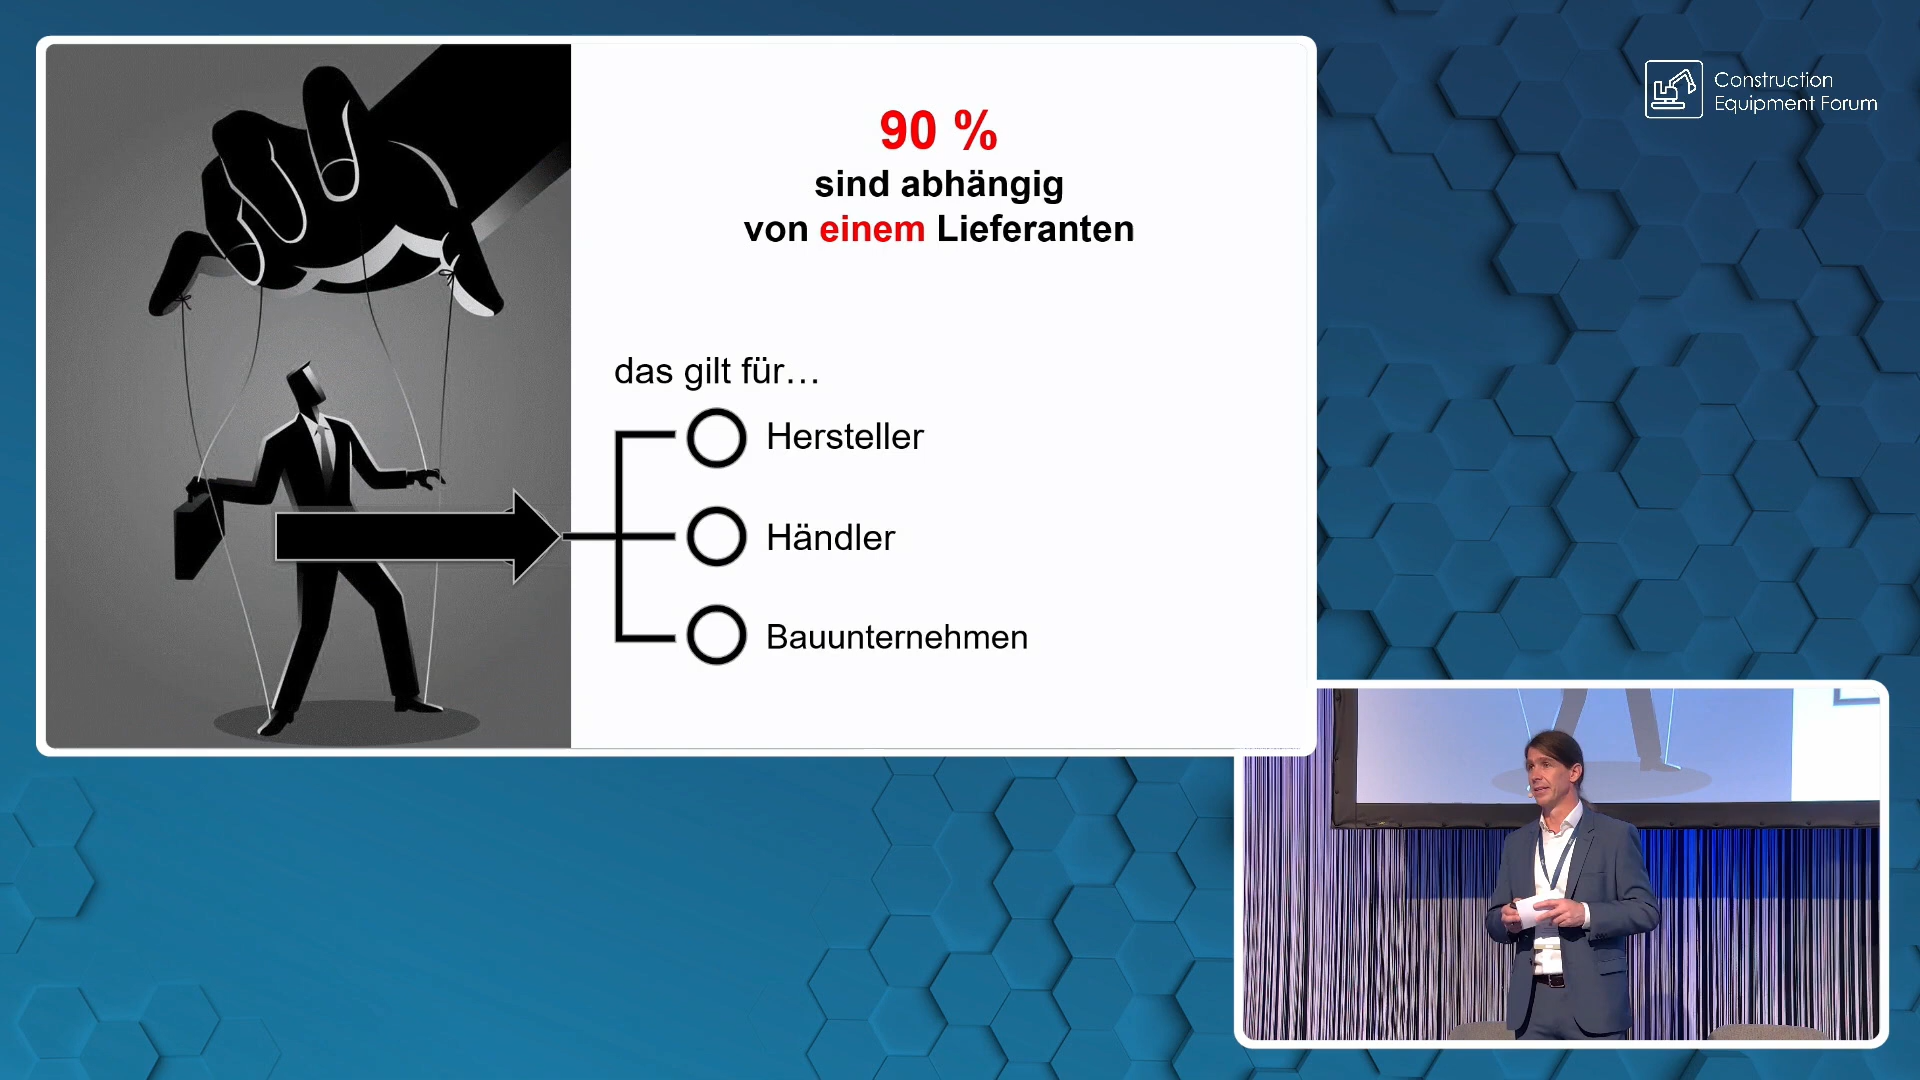 90 %
sind abhängig
von einem Lieferanten
das gilt für…
Hersteller
Händler
Bauunternehmen
Construction
Equipment Forum